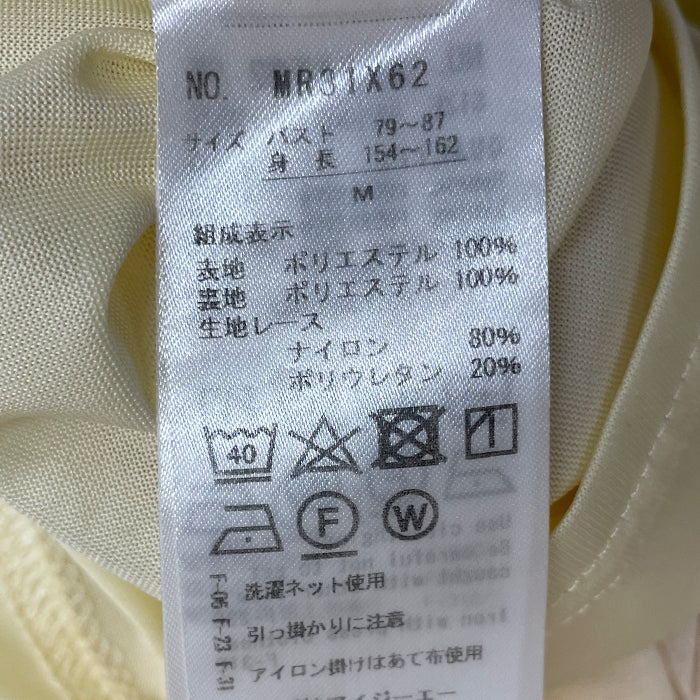 NO. MR31X62
サイズ バスト 79～87
身長 154～162
M
組成表示
表地 ポリエステル 100%
裏地 ポリエステル 100%
生地レース
ナイロン 80%
ポリウレタン 20%
40
F W
F-06 洗濯ネット使用
F-23 引っ掛かりに注意
F-31 アイロン掛けはあて布使用